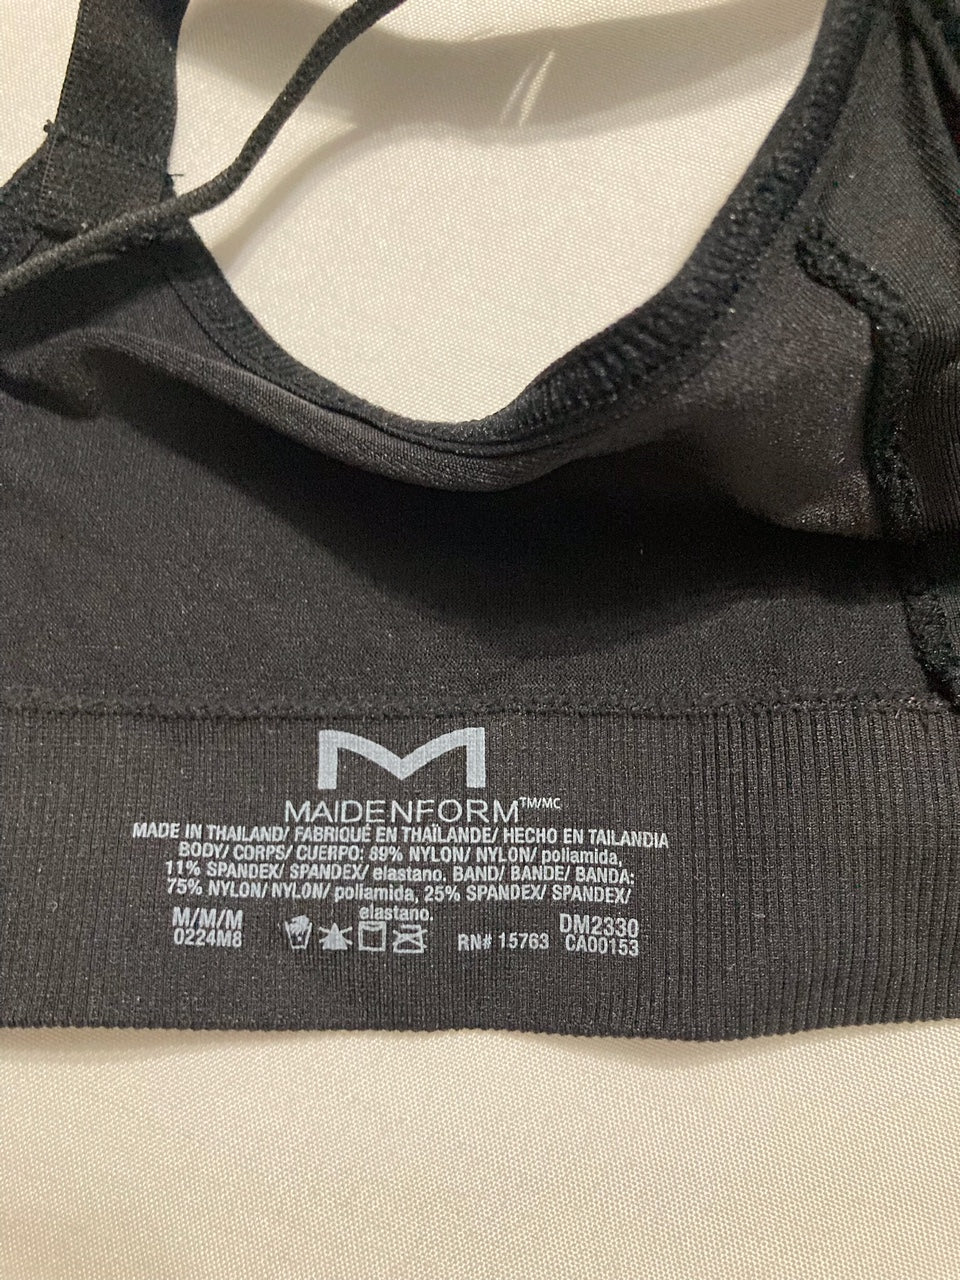 M
MAIDENFORM™/MC
MADE IN THAILAND/ FABRIQUÉ EN THAÏLANDE/ HECHO EN TAILANDIA
BODY/ CORPS/ CUERPO: 89% NYLON/ NYLON/ poliamida,
11% SPANDEX/ SPANDEX/ elastano. BAND/ BANDE/ BANDA:
75% NYLON/ NYLON/ poliamida, 25% SPANDEX/ SPANDEX/
elastano.
M/M/M
0224M8
RN# 15763
DM2330
CA00153